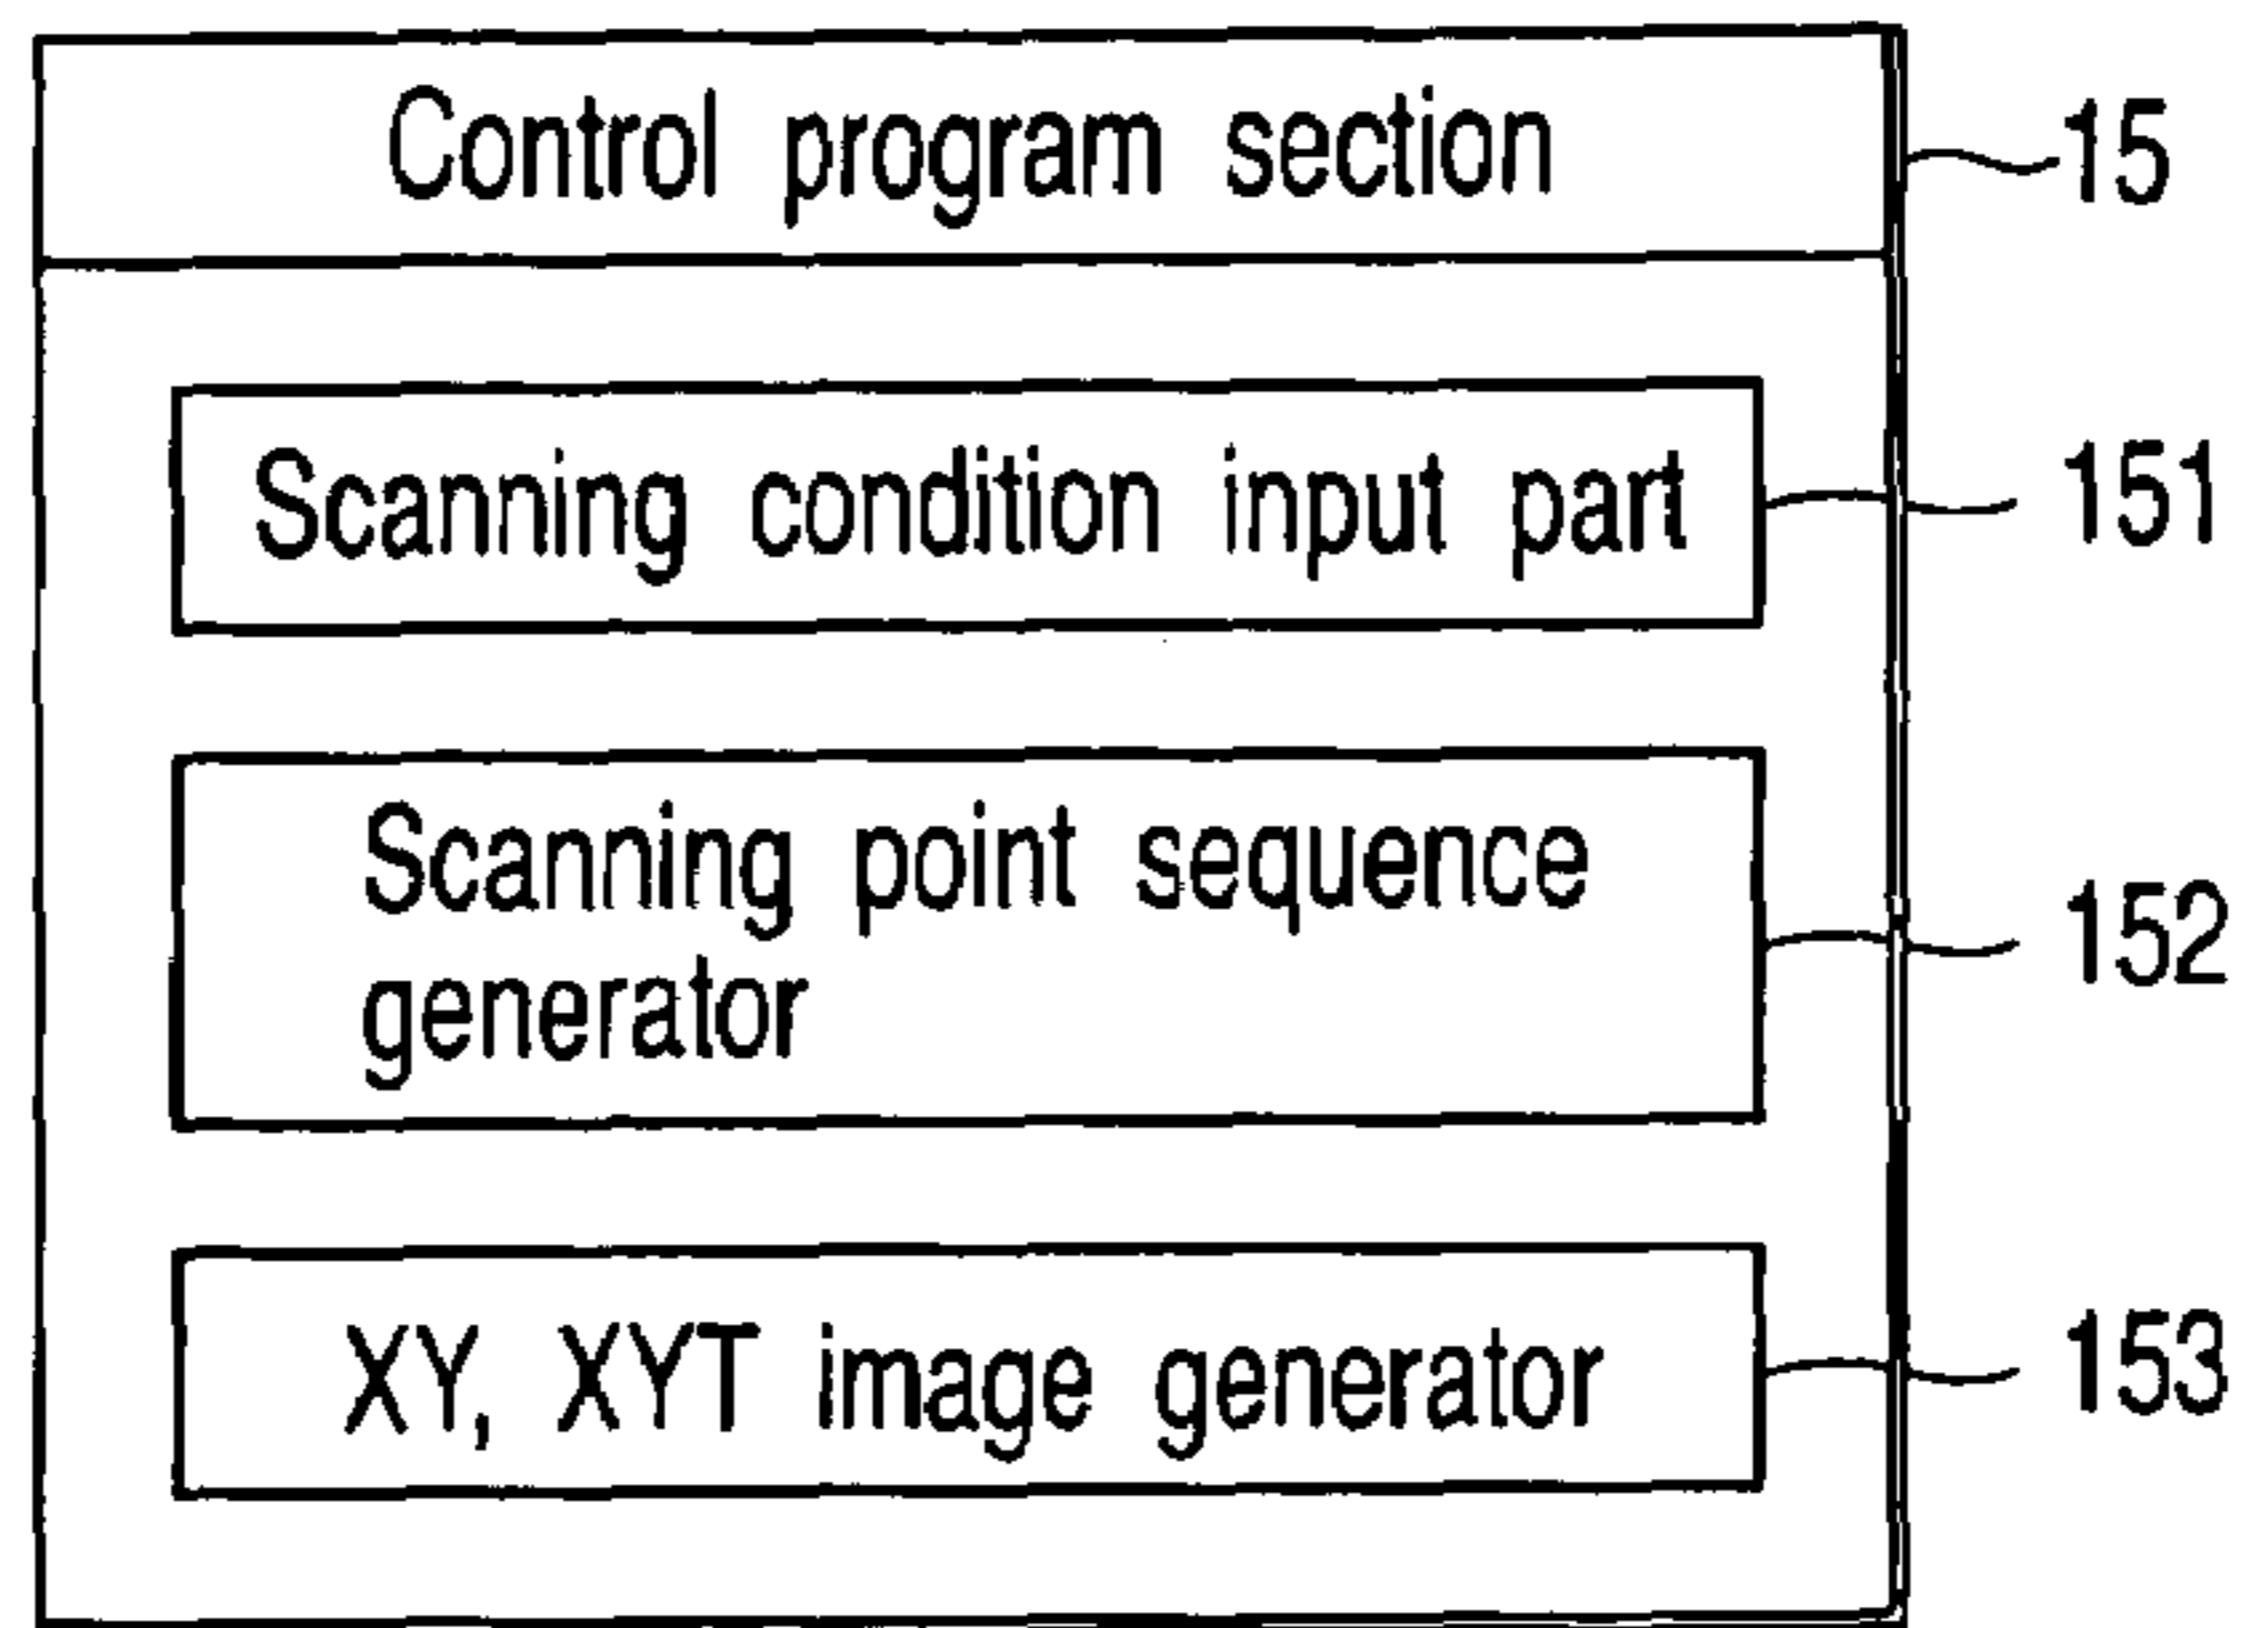 Control program section 15
Scanning condition input part 151
Scanning point sequence
generator 152
XY, XYT image generator 153